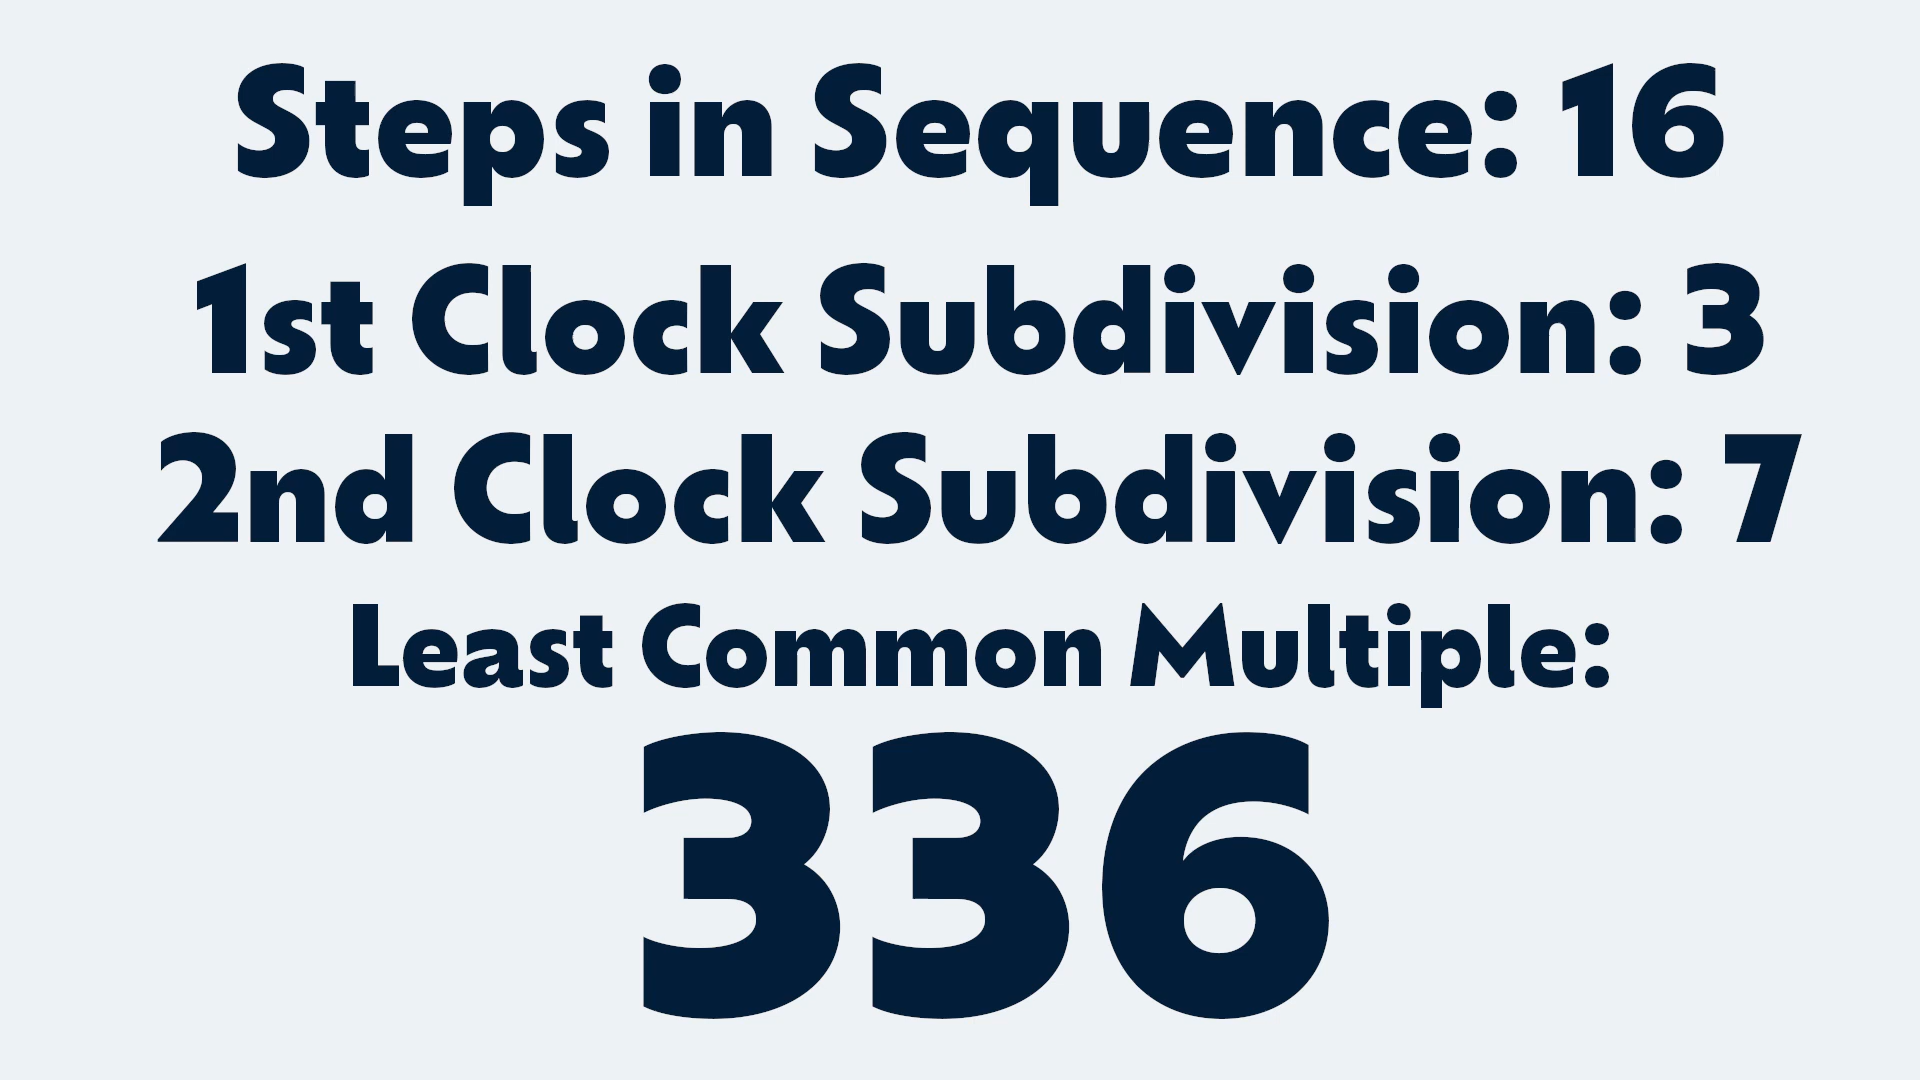 Steps in Sequence: 16
1st Clock Subdivision: 3
2nd Clock Subdivision: 7
Least Common Multiple:
336